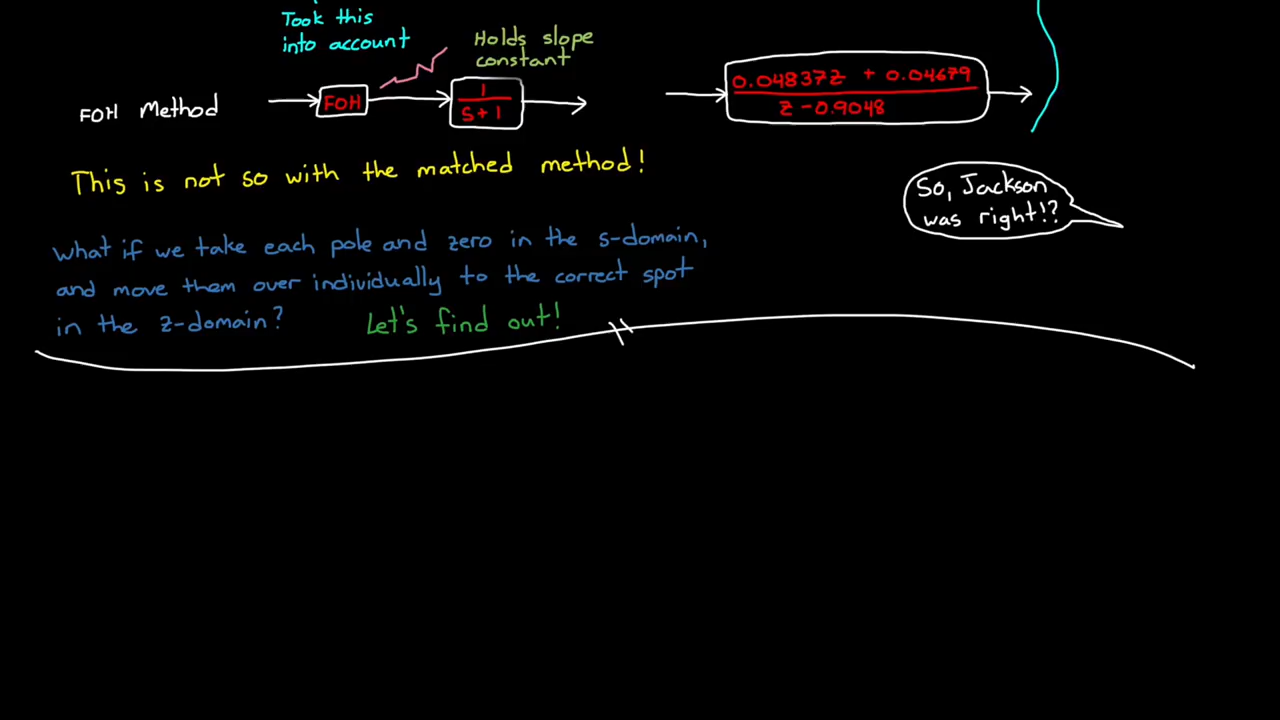 Took this
into account
Holds slope
constant
FOH Method
FOH
1
S+1
0.04837z + 0.04679
z - 0.9048
This is not so with the matched method!
So, Jackson
was right!?
What if we take each pole and zero in the s-domain,
and move them over individually to the correct spot
in the z-domain? Let's find out!